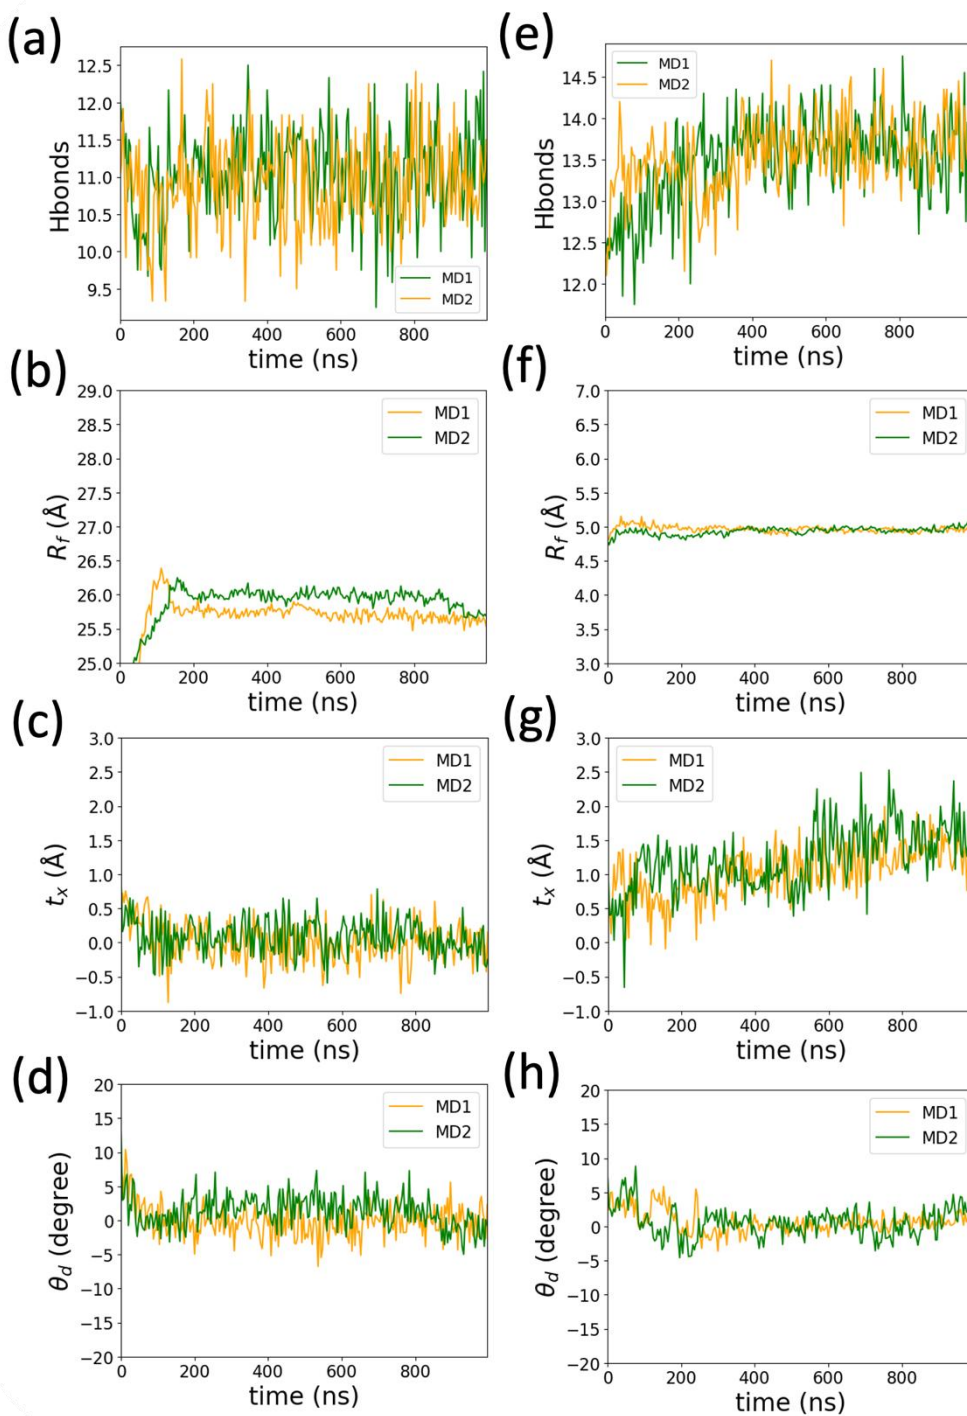 (a)
Hbonds
12.5
12.0
11.5
11.0
10.5
10.0
9.5
MD1
MD2
0 200 400 600 800
time (ns)
(e)
Hbonds
14.5
14.0
13.5
13.0
12.5
12.0
MD1
MD2
0 200 400 600 800
time (ns)
(b)
R_f (Å)
29.0
28.5
28.0
27.5
27.0
26.5
26.0
25.5
25.0
MD1
MD2
0 200 400 600 800
time (ns)
(f)
R_f (Å)
7.0
6.5
6.0
5.5
5.0
4.5
4.0
3.5
3.0
MD1
MD2
0 200 400 600 800
time (ns)
(c)
t_x (Å)
3.0
2.5
2.0
1.5
1.0
0.5
0.0
−0.5
−1.0
MD1
MD2
0 200 400 600 800
time (ns)
(g)
t_x (Å)
3.0
2.5
2.0
1.5
1.0
0.5
0.0
−0.5
−1.0
MD1
MD2
0 200 400 600 800
time (ns)
(d)
θ_d (degree)
20
15
10
5
0
−5
−10
−15
−20
MD1
MD2
0 200 400 600 800
time (ns)
(h)
θ_d (degree)
20
15
10
5
0
−5
−10
−15
−20
MD1
MD2
0 200 400 600 800
time (ns)